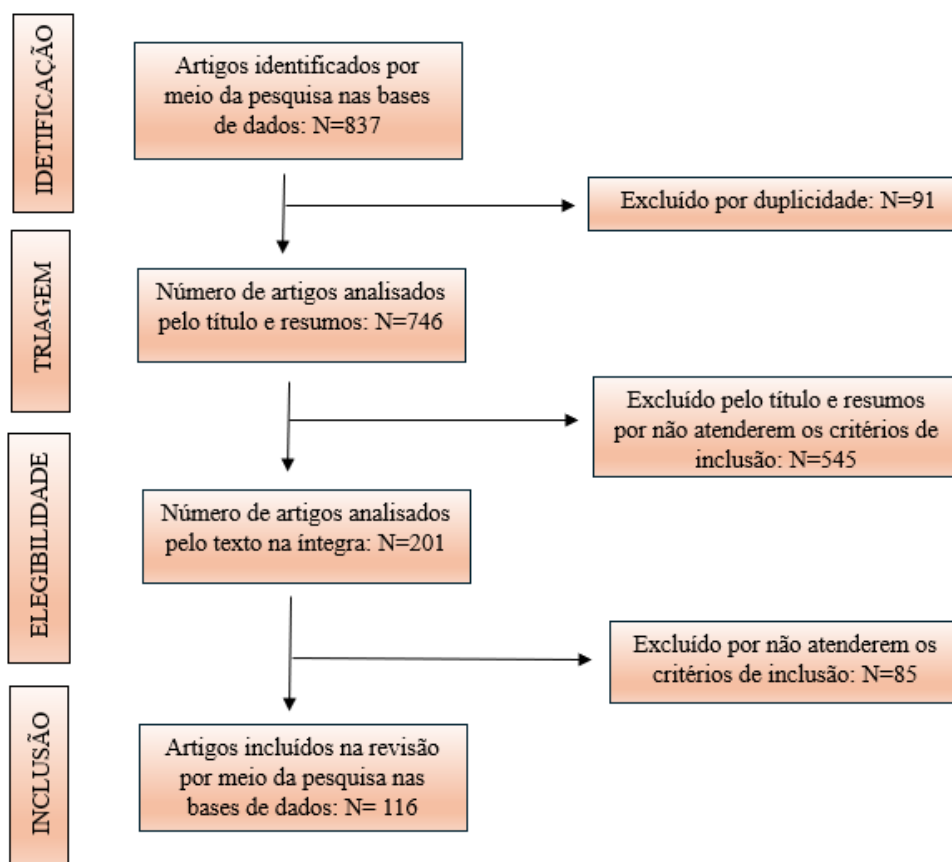 IDETIFICAÇÃO
Artigos identificados por
meio da pesquisa nas bases
de dados: N=837
Excluído por duplicidade: N=91
TRIAGEM
Número de artigos analisados
pelo título e resumos: N=746
Excluído pelo título e resumos
por não atenderem os critérios de
inclusão: N=545
ELEGIBILIDADE
Número de artigos analisados
pelo texto na íntegra: N=201
Excluído por não atenderem os
critérios de inclusão: N=85
INCLUSÃO
Artigos incluídos na revisão
por meio da pesquisa nas
bases de dados: N= 116